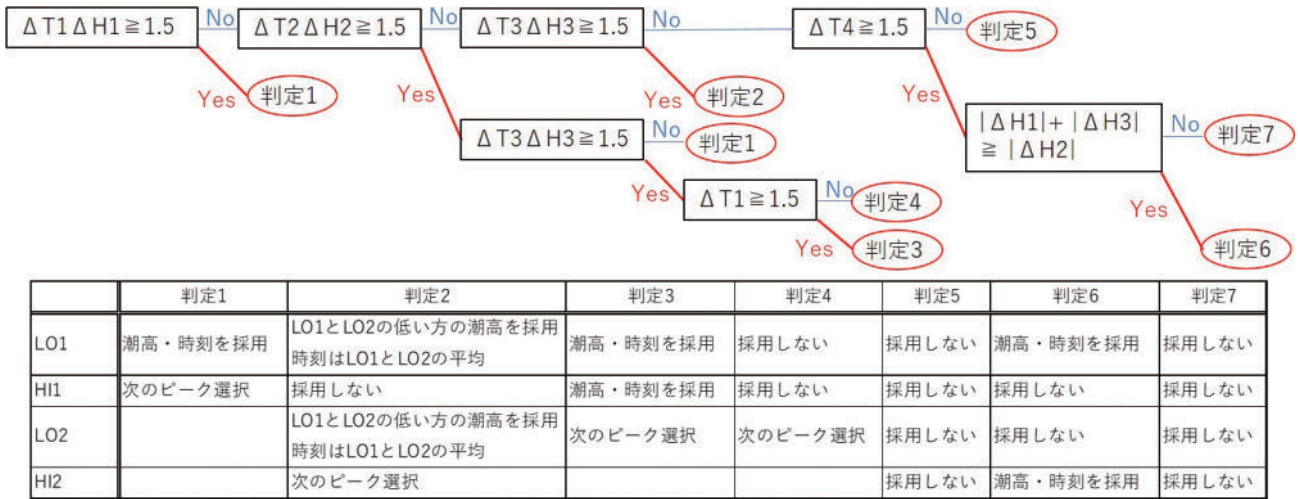 ΔT1ΔH1≧1.5 No ΔT2ΔH2≧1.5 No ΔT3ΔH3≧1.5 No ΔT4≧1.5 No 判定5
Yes 判定1 Yes Yes 判定2 Yes
ΔT3ΔH3≧1.5 No 判定1
|ΔH1|+|ΔH3|
≧|ΔH2|
No 判定7
Yes ΔT1≧1.5 No 判定4 Yes
Yes 判定3 判定6
判定1 判定2 判定3 判定4 判定5 判定6 判定7
LO1 潮高・時刻を採用 LO1とLO2の低い方の潮高を採用
時刻はLO1とLO2の平均
潮高・時刻を採用 採用しない 採用しない 潮高・時刻を採用 採用しない
HI1 次のピーク選択 採用しない 潮高・時刻を採用 採用しない 採用しない 採用しない 採用しない
LO2 LO1とLO2の低い方の潮高を採用
時刻はLO1とLO2の平均
次のピーク選択 次のピーク選択 採用しない 採用しない 採用しない
HI2 次のピーク選択 採用しない 潮高・時刻を採用 採用しない